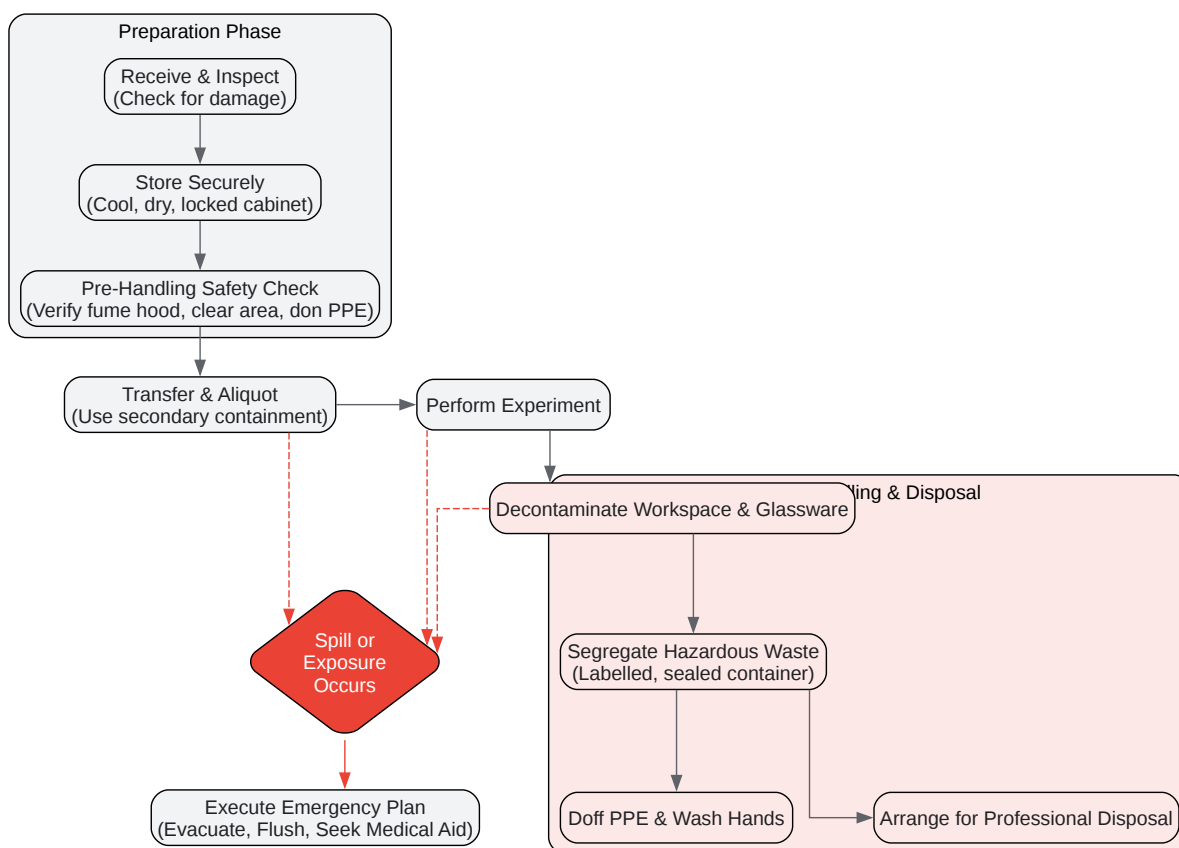 Preparation Phase
Receive & Inspect
(Check for damage)
Store Securely
(Cool, dry, locked cabinet)
Pre-Handling Safety Check
(Verify fume hood, clear area, don PPE)
Transfer & Aliquot
(Use secondary containment)
Perform Experiment
& Disposal
Decontaminate Workspace & Glassware
Spill or
Exposure
Occurs
Segregate Hazardous Waste
(Labelled, sealed container)
Execute Emergency Plan
(Evacuate, Flush, Seek Medical Aid)
Doff PPE & Wash Hands
Arrange for Professional Disposal